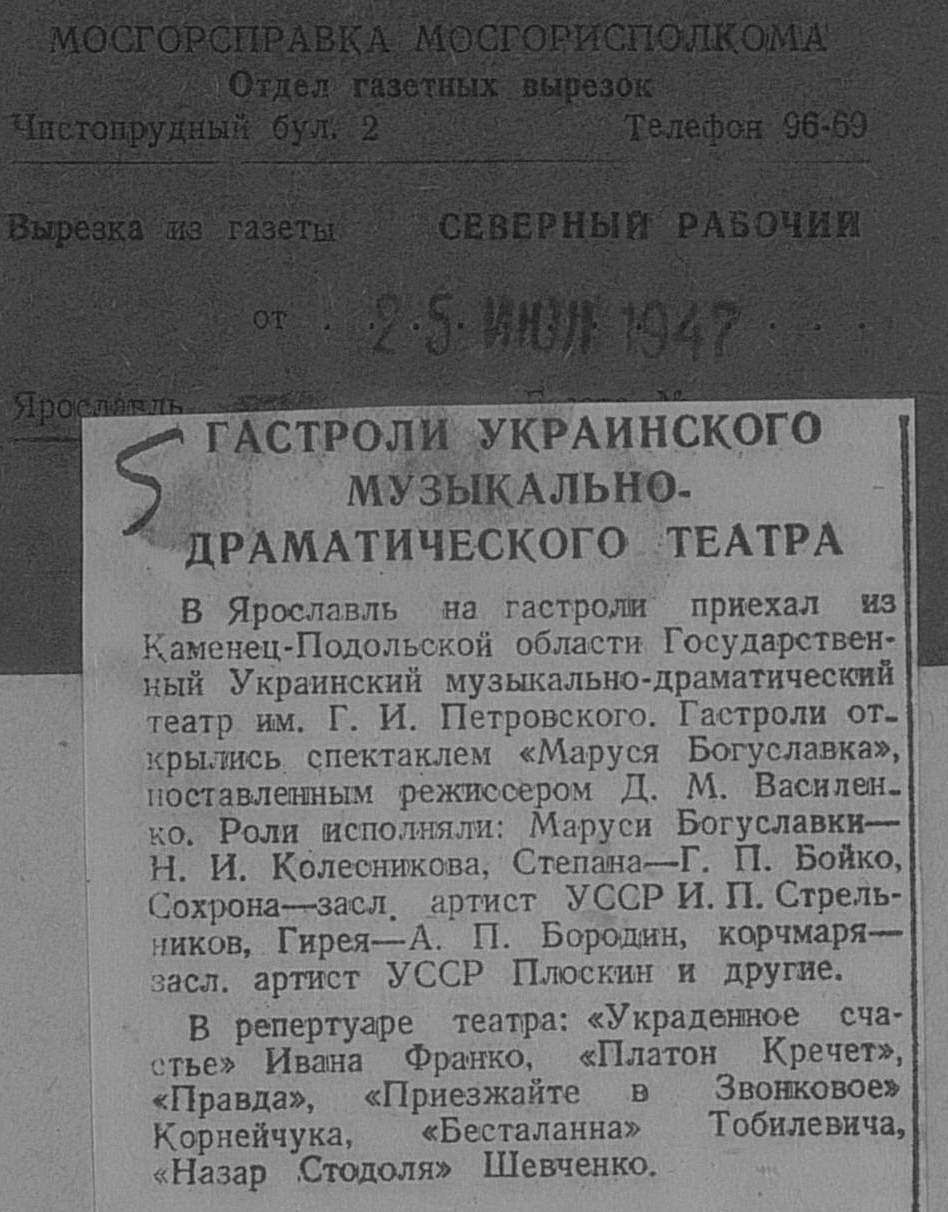 МОСГОРСПРАВКА МОСГОРИСПОЛКОМА
Отдел газетных вырезок
Чистопрудный бул. 2 Телефон 96-69
Вырезка из газеты СЕВЕРНЫЙ РАБОЧИЙ
от . . 25 ИЮЛ 1947 . . .
Ярославль
5
ГАСТРОЛИ УКРАИНСКОГО
МУЗЫКАЛЬНО-
ДРАМАТИЧЕСКОГО ТЕАТРА
В Ярославль на гастроли приехал из
Каменец-Подольской области Государствен-
ный Украинский музыкально-драматический
театр им. Г. И. Петровского. Гастроли от-
крылись спектаклем «Маруся Богуславка»,
поставленным режиссером Д. М. Василен-
ко. Роли исполняли: Маруси Богуславки—
Н. И. Колесникова, Степана—Г. П. Бойко,
Сохрона—засл. артист УССР И. П. Стрель-
ников, Гирея—А. П. Бородин, корчмаря—
засл. артист УССР Плоскин и другие.
В репертуаре театра: «Украденное сча-
стье» Ивана Франко, «Платон Кречет»,
«Правда», «Приезжайте в Звонковое»
Корнейчука, «Бесталанна» Тобилевича,
«Назар Стодоля» Шевченко.